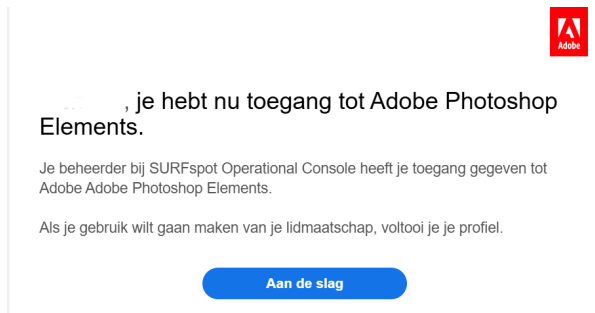 Adobe
, je hebt nu toegang tot Adobe Photoshop
Elements.
Je beheerder bij SURFspot Operational Console heeft je toegang gegeven tot
Adobe Adobe Photoshop Elements.
Als je gebruik wilt gaan maken van je lidmaatschap, voltooi je je profiel.
Aan de slag